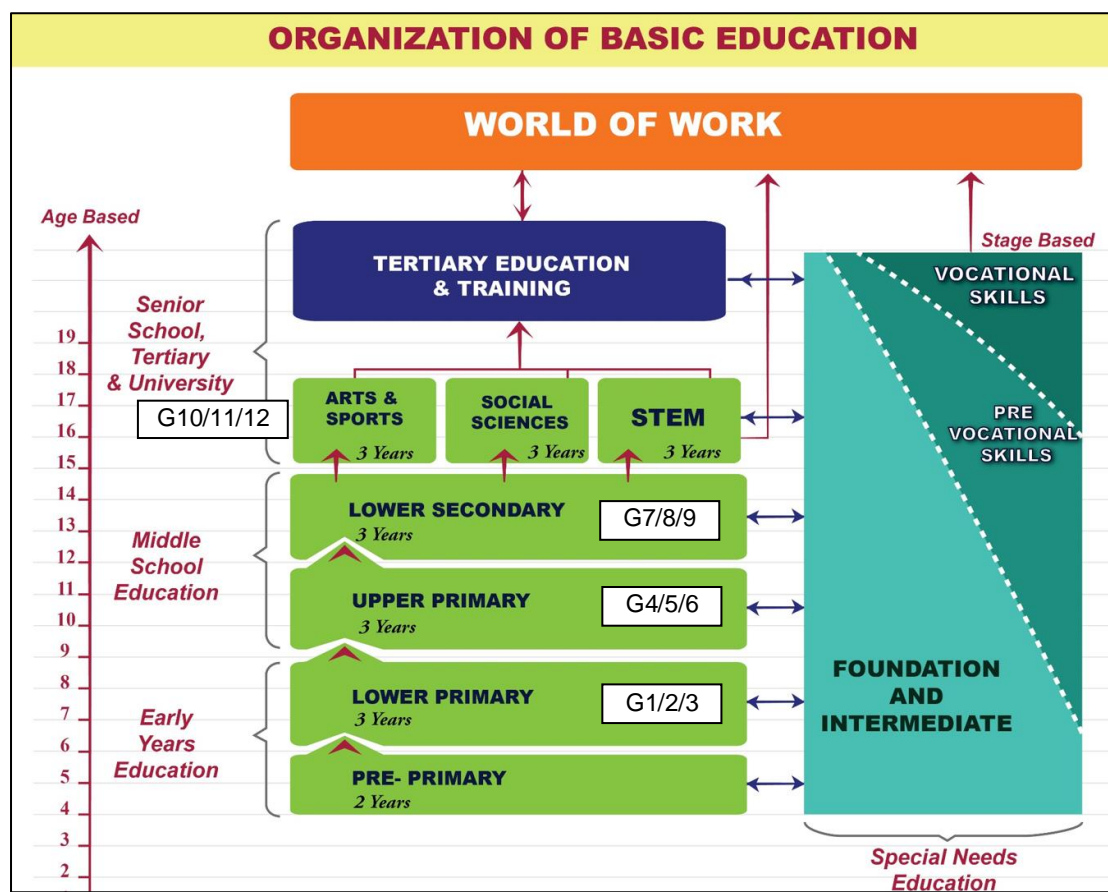 ORGANIZATION OF BASIC EDUCATION
WORLD OF WORK
Age Based
Stage Based
TERTIARY EDUCATION
& TRAINING
VOCATIONAL
SKILLS
Senior
School,
Tertiary
& University
G10/11/12
ARTS &
SPORTS
3 Years
SOCIAL
SCIENCES
3 Years
STEM
3 Years
PRE
VOCATIONAL
SKILLS
Middle
School
Education
LOWER SECONDARY
3 Years
G7/8/9
UPPER PRIMARY
3 Years
G4/5/6
Early
Years
Education
LOWER PRIMARY
3 Years
G1/2/3
PRE- PRIMARY
2 Years
FOUNDATION
AND
INTERMEDIATE
Special Needs
Education
19
18
17
16
15
14
13
12
11
10
9
8
7
6
5
4
3
2